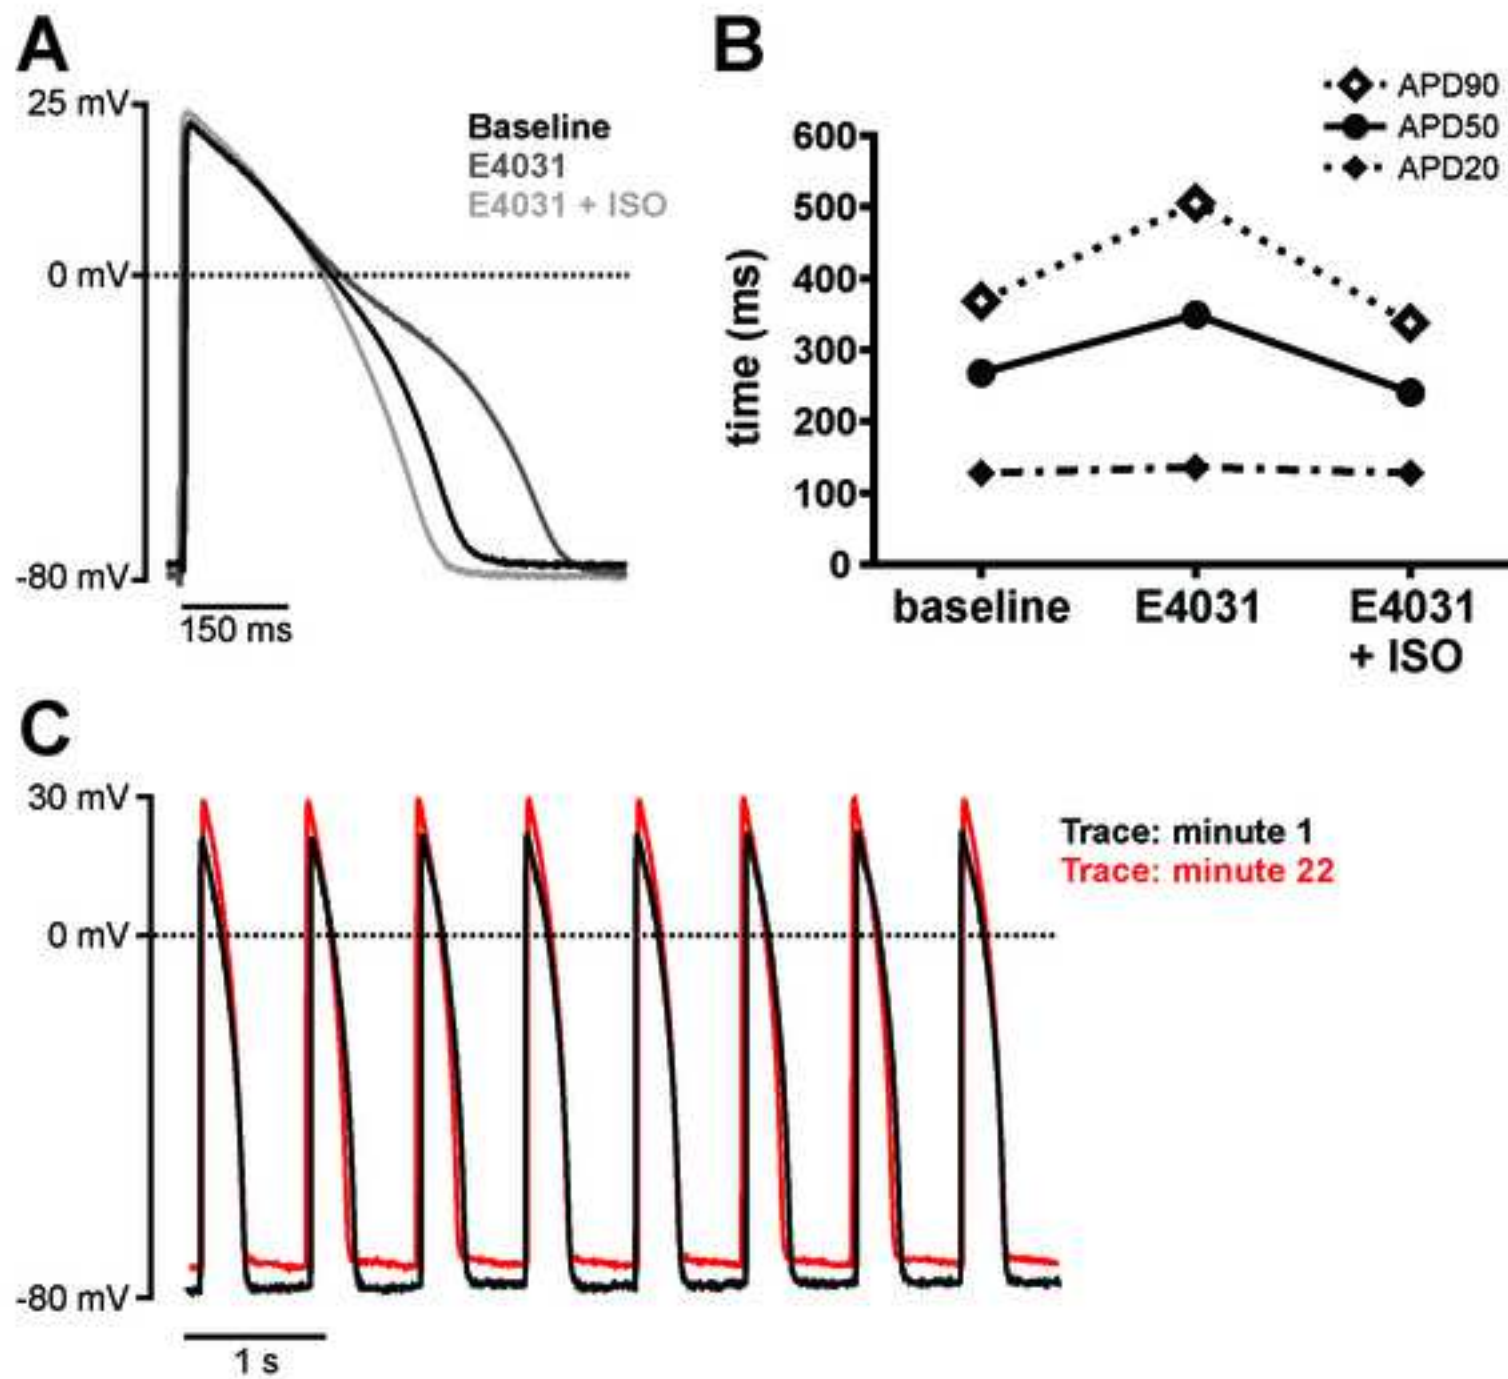 A
25 mV
0 mV
-80 mV
Baseline
E4031
E4031 + ISO
150 ms
B
APD90
APD50
APD20
time (ms)
600
500
400
300
200
100
0
baseline
E4031
E4031
+ ISO
C
30 mV
0 mV
-80 mV
Trace: minute 1
Trace: minute 22
1 s